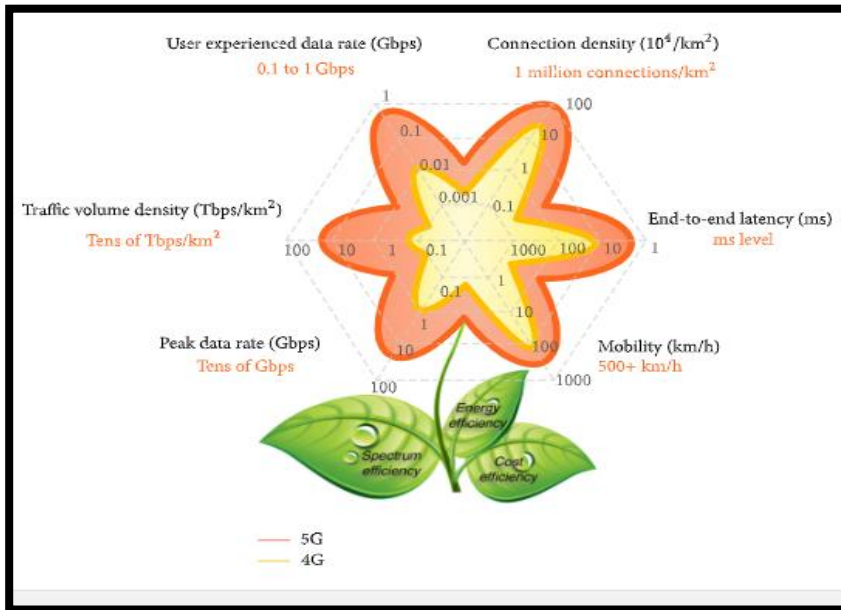 User experienced data rate (Gbps)
0.1 to 1 Gbps
Connection density (10⁴/km²)
1 million connections/km²
1
0.1
0.01
0.001
100
10
1
0.1
Traffic volume density (Tbps/km²)
Tens of Tbps/km²
100
10
1
0.1
1000
100
10
1
End-to-end latency (ms)
ms level
0.1
1
10
100
Peak data rate (Gbps)
Tens of Gbps
1
10
100
1000
Mobility (km/h)
500+ km/h
Energy
efficiency
Spectrum
efficiency
Cost
efficiency
5G
4G